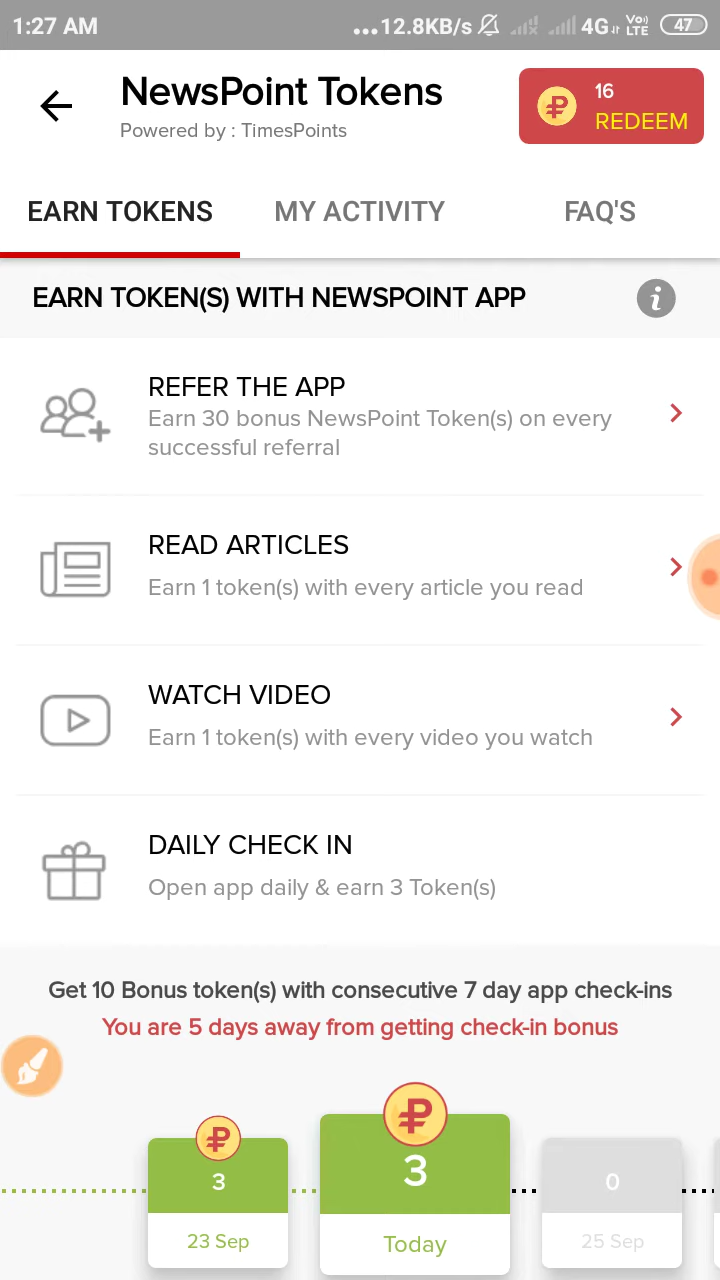 1:27 AM ...12.8KB/s 4G Vo) LTE 47
NewsPoint Tokens
Powered by : TimesPoints
16
REDEEM
EARN TOKENS MY ACTIVITY FAQ'S
EARN TOKEN(S) WITH NEWSPOINT APP
REFER THE APP
Earn 30 bonus NewsPoint Token(s) on every
successful referral
READ ARTICLES
Earn 1 token(s) with every article you read
WATCH VIDEO
Earn 1 token(s) with every video you watch
DAILY CHECK IN
Open app daily & earn 3 Token(s)
Get 10 Bonus token(s) with consecutive 7 day app check-ins
You are 5 days away from getting check-in bonus
3 3 0
23 Sep Today 25 Sep